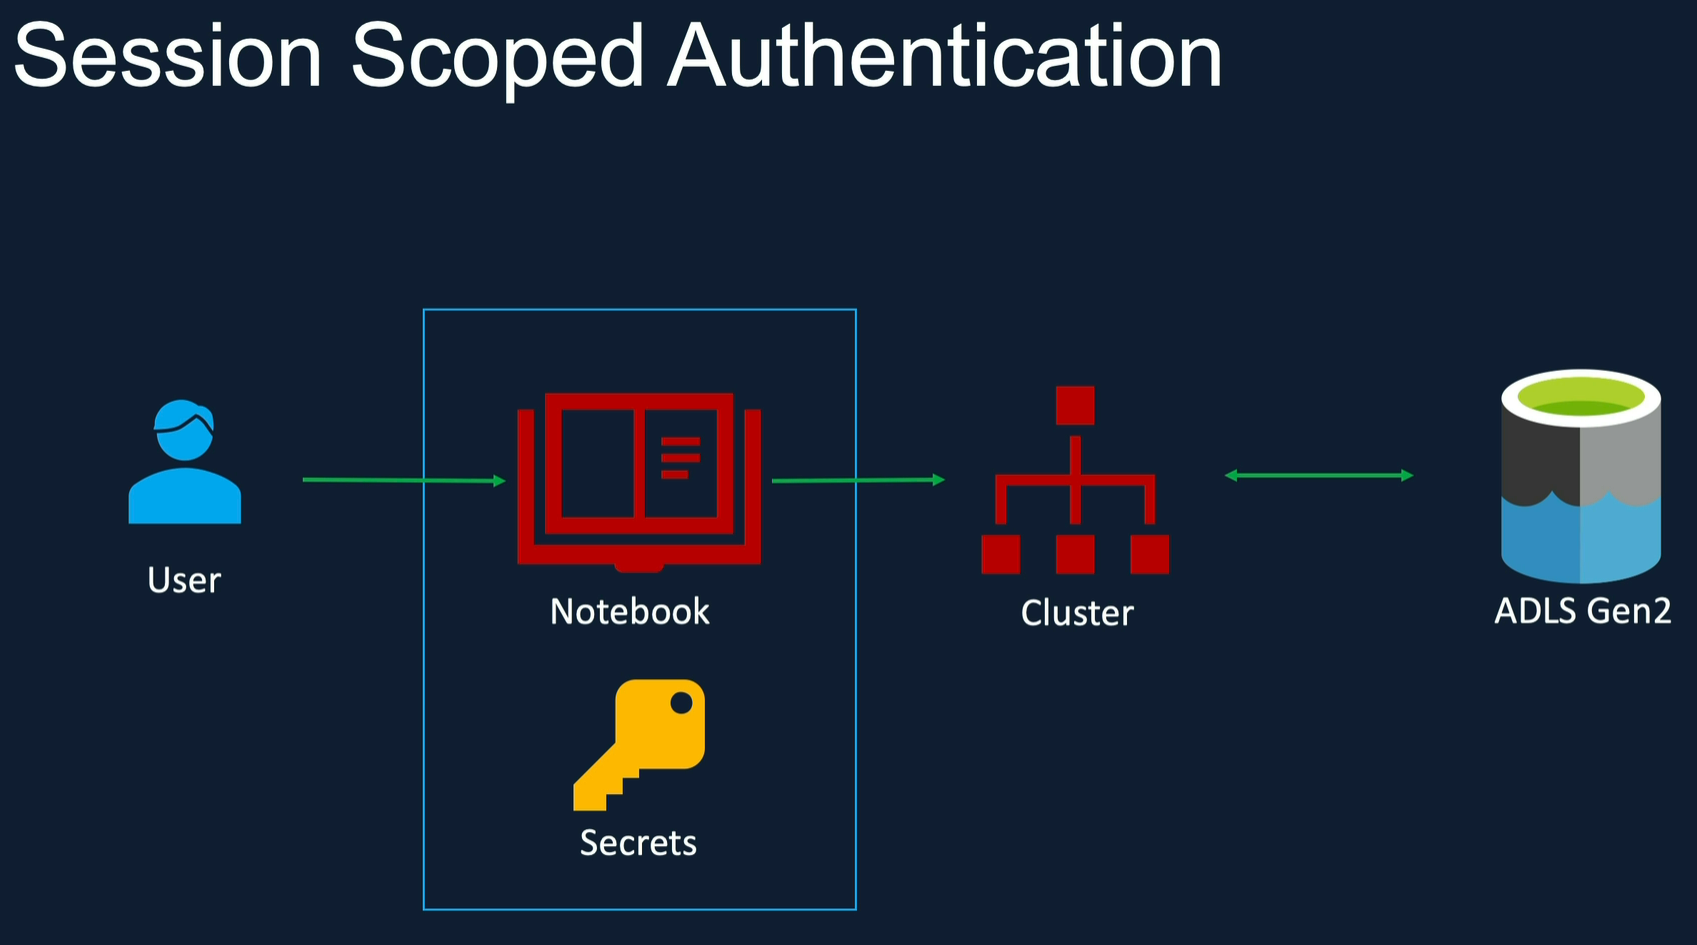 Session Scoped Authentication
User
Notebook
Cluster
ADLS Gen2
Secrets